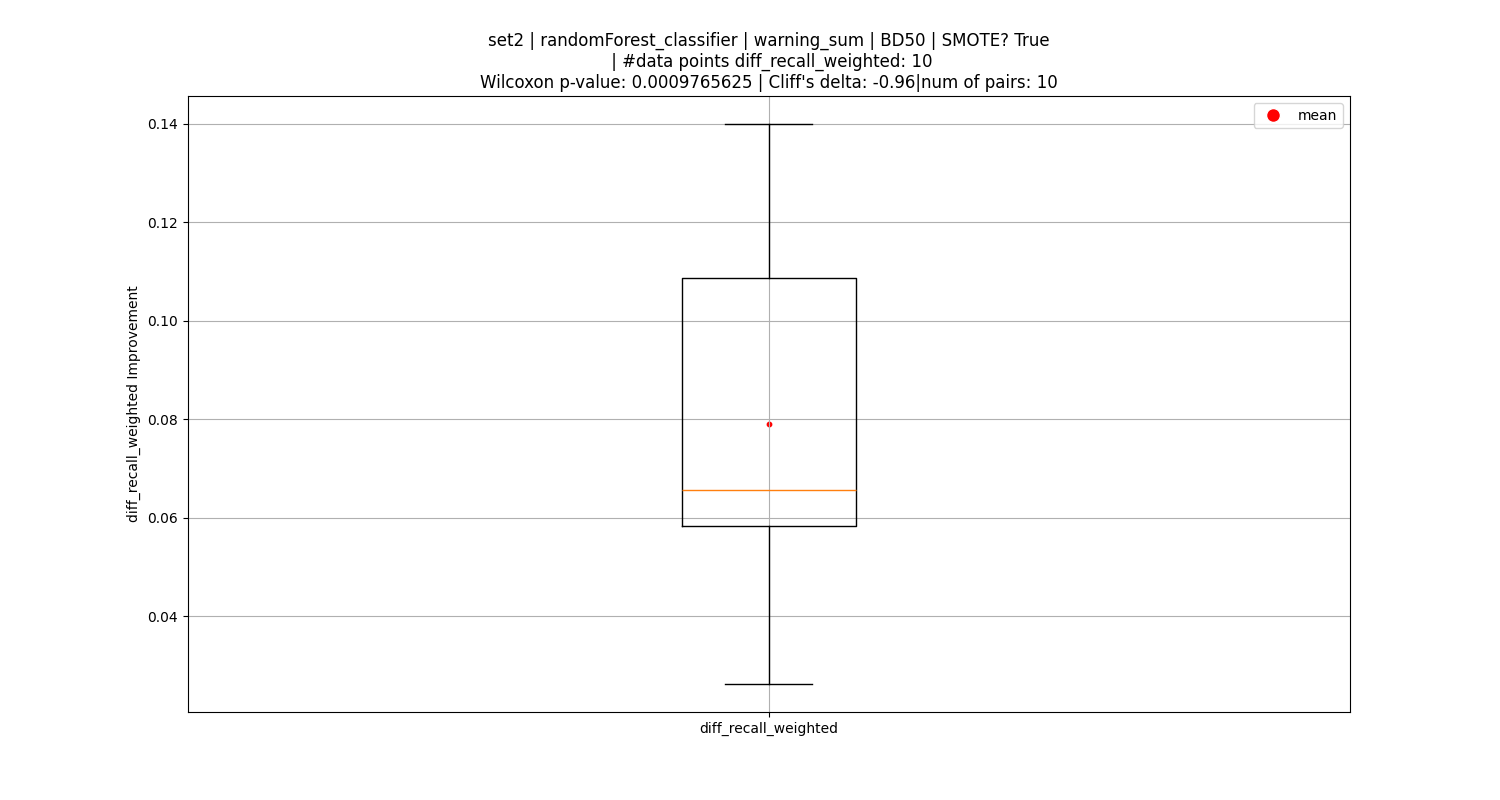 set2 | randomForest_classifier | warning_sum | BD50 | SMOTE? True
| #data points diff_recall_weighted: 10
Wilcoxon p-value: 0.0009765625 | Cliff's delta: -0.96|num of pairs: 10
mean
0.14
0.12
0.10
0.08
0.06
0.04
diff_recall_weighted Improvement
diff_recall_weighted